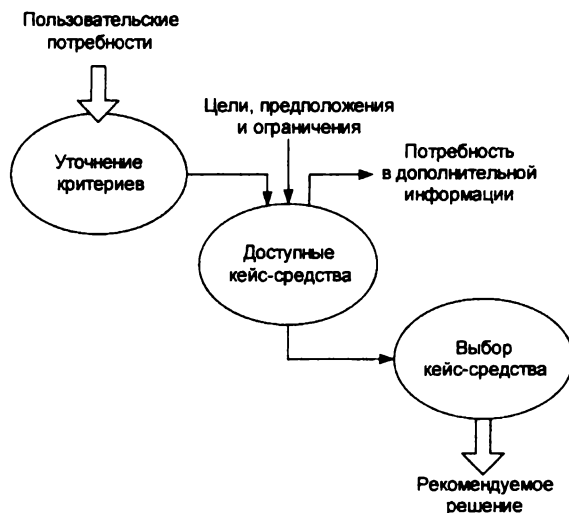 Пользовательские
потребности
Цели, предположения
и ограничения
Уточнение
критериев
Потребность
в дополнительной
информации
Доступные
кейс-средства
Выбор
кейс-средства
Рекомендуемое
решение